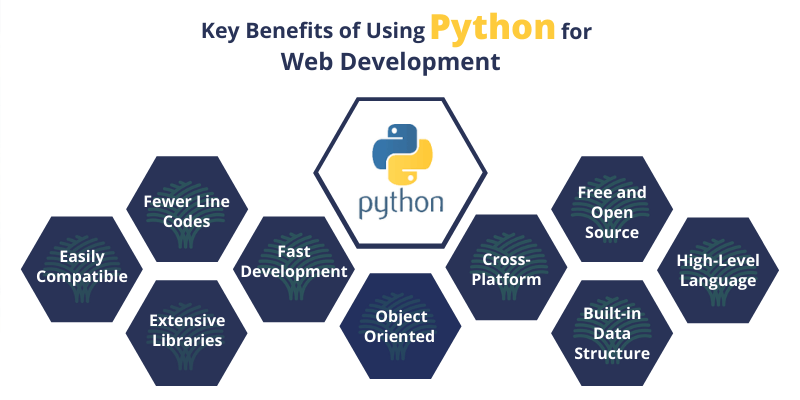 Key Benefits of Using Python for
Web Development
python
Fewer Line
Codes
Free and
Open
Source
Easily
Compatible
Fast
Development
Cross-
Platform
High-Level
Language
Extensive
Libraries
Object
Oriented
Built-in
Data
Structure